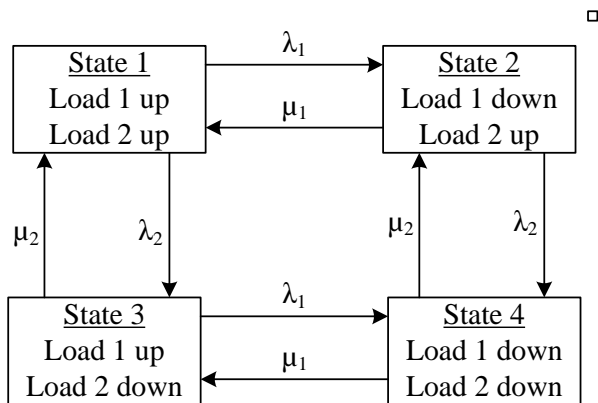 State 1
Load 1 up
Load 2 up
λ₁
μ₁
State 2
Load 1 down
Load 2 up
μ₂
λ₂
μ₂
λ₂
State 3
Load 1 up
Load 2 down
λ₁
μ₁
State 4
Load 1 down
Load 2 down